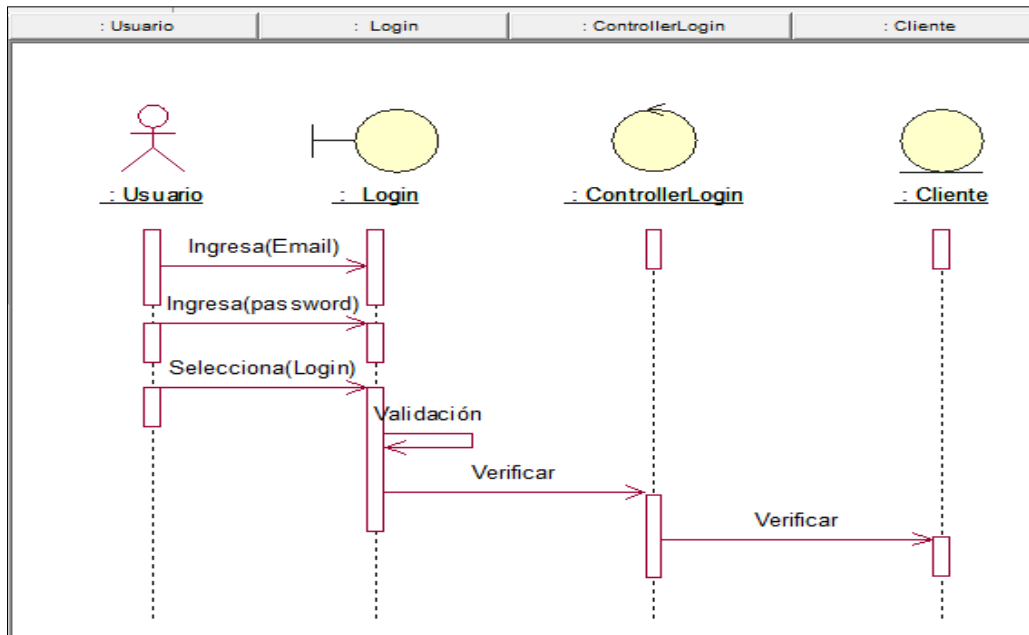 : Usuario
: Login
: ControllerLogin
: Cliente
: Usuario
: Login
: ControllerLogin
: Cliente
Ingresa(Email)
Ingresa(password)
Selecciona(Login)
Validación
Verificar
Verificar